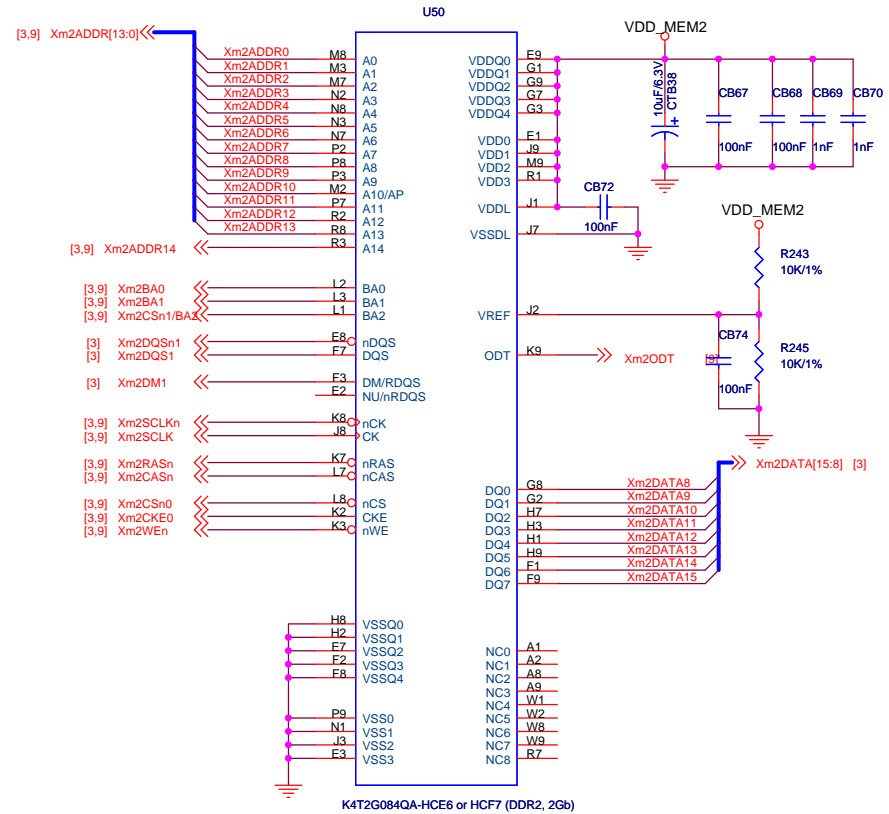 U50
[3,9] Xm2ADDR[13:0]
Xm2ADDR0 M8 A0
Xm2ADDR1 M3 A1
Xm2ADDR2 M7 A2
Xm2ADDR3 N2 A3
Xm2ADDR4 N8 A4
Xm2ADDR5 N3 A5
Xm2ADDR6 N7 A6
Xm2ADDR7 P2 A7
Xm2ADDR8 P8 A8
Xm2ADDR9 P3 A9
Xm2ADDR10 M2 A10/AP
Xm2ADDR11 P7 A11
Xm2ADDR12 R2 A12
Xm2ADDR13 R8 A13
[3,9] Xm2ADDR14 R3 A14
[3,9] Xm2BA0 L2 BA0
[3,9] Xm2BA1 L3 BA1
[3,9] Xm2CSn1/BA2 L1 BA2
[3] Xm2DQSn1 E8 nDQS
[3] Xm2DQS1 F7 DQS
[3] Xm2DM1 F3 DM/RDQS
E2 NU/nRDQS
[3,9] Xm2SCLKn K8 nCK
[3,9] Xm2SCLK J8 CK
[3,9] Xm2RASn K7 nRAS
[3,9] Xm2CASn L7 nCAS
[3,9] Xm2CSn0 L8 nCS
[3,9] Xm2CKE0 K2 CKE
[3,9] Xm2WEn K3 nWE
H8 VSSQ0
H2 VSSQ1
E7 VSSQ2
F2 VSSQ3
F8 VSSQ4
P9 VSS0
N1 VSS1
J3 VSS2
E3 VSS3
VDDQ0 E9
VDDQ1 G1
VDDQ2 G9
VDDQ3 G7
VDDQ4 G3
VDD0 E1
VDD1 J9
VDD2 M9
VDD3 R1
VDDL J1
VSSDL J7
VREF J2
ODT K9 Xm2ODT [9]
VDD_MEM2
10uF/6.3V
CTB38
+
CB67
100nF
CB68
100nF
CB69
1nF
CB70
1nF
CB72
100nF
VDD_MEM2
R243
10K/1%
CB74
100nF
R245
10K/1%
Xm2DATA[15:8] [3]
DQ0 G8 Xm2DATA8
DQ1 G2 Xm2DATA9
DQ2 H7 Xm2DATA10
DQ3 H3 Xm2DATA11
DQ4 H1 Xm2DATA12
DQ5 H9 Xm2DATA13
DQ6 F1 Xm2DATA14
DQ7 F9 Xm2DATA15
NC0 A1
NC1 A2
NC2 A8
NC3 A9
NC4 W1
NC5 W2
NC6 W8
NC7 W9
NC8 R7
K4T2G084QA-HCE6 or HCF7 (DDR2, 2Gb)